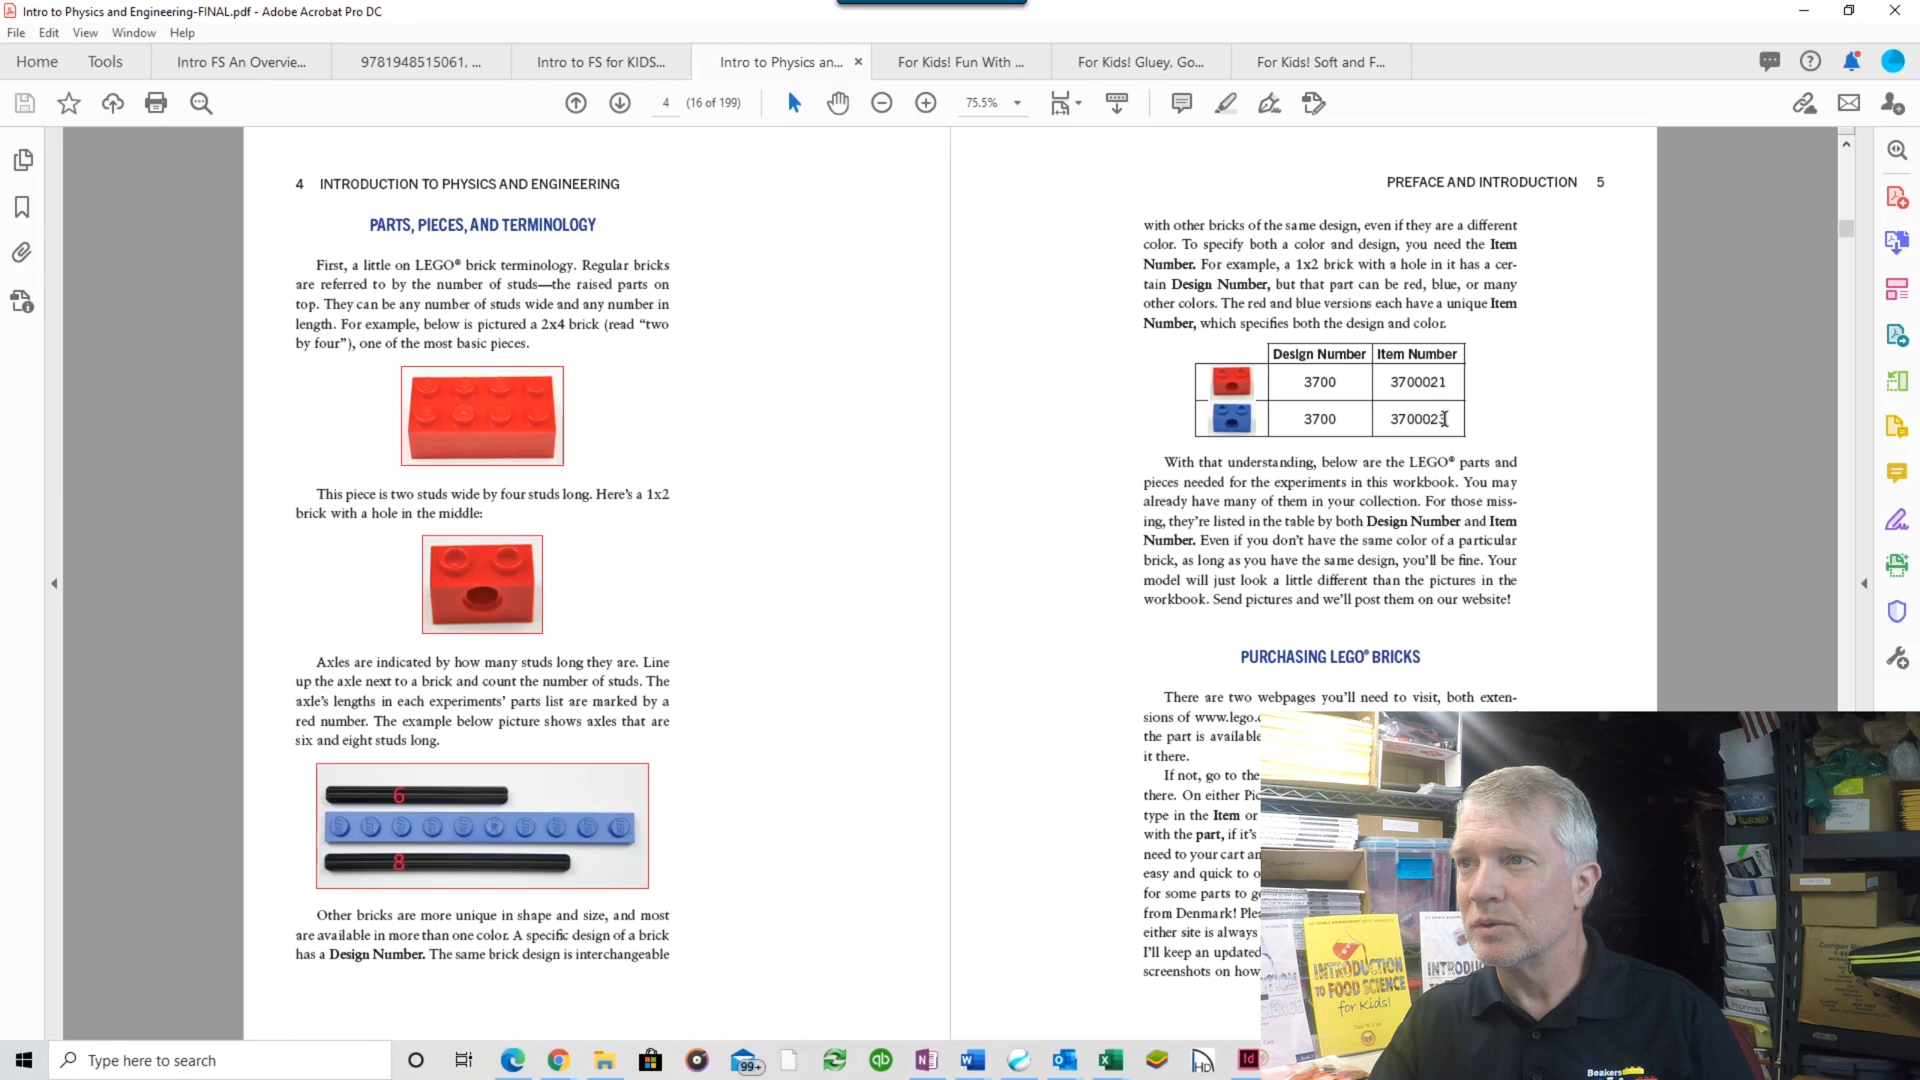 Intro to Physics and Engineering-FINAL.pdf - Adobe Acrobat Pro DC
File Edit View Window Help
Home Tools Intro FS An Overvie... 9781948515061, ... Intro to FS for KIDS... Intro to Physics an... For Kids! Fun With ... For Kids! Gluey, Go... For Kids! Soft and F...
4 (16 of 199) 75.5%
4 INTRODUCTION TO PHYSICS AND ENGINEERING
PARTS, PIECES, AND TERMINOLOGY
First, a little on LEGO® brick terminology. Regular bricks
are referred to by the number of studs—the raised parts on
top. They can be any number of studs wide and any number in
length. For example, below is pictured a 2x4 brick (read “two
by four”), one of the most basic pieces.
This piece is two studs wide by four studs long. Here’s a 1x2
brick with a hole in the middle:
Axles are indicated by how many studs long they are. Line
up the axle next to a brick and count the number of studs. The
axle’s lengths in each experiments’ parts list are marked by a
red number. The example below picture shows axles that are
six and eight studs long.
6
8
Other bricks are more unique in shape and size, and most
are available in more than one color. A specific design of a brick
has a Design Number. The same brick design is interchangeable
PREFACE AND INTRODUCTION 5
with other bricks of the same design, even if they are a different
color. To specify both a color and design, you need the Item
Number. For example, a 1x2 brick with a hole in it has a cer-
tain Design Number, but that part can be red, blue, or many
other colors. The red and blue versions each have a unique Item
Number, which specifies both the design and color.
Design Number Item Number
3700 3700021
3700 3700023
With that understanding, below are the LEGO® parts and
pieces needed for the experiments in this workbook. You may
already have many of them in your collection. For those miss-
ing, they’re listed in the table by both Design Number and Item
Number. Even if you don’t have the same color of a particular
brick, as long as you have the same design, you’ll be fine. Your
model will just look a little different than the pictures in the
workbook. Send pictures and we’ll post them on our website!
PURCHASING LEGO® BRICKS
There are two webpages you’ll need to visit, both exten-
sions of www.lego.
the part is available
it there.
If not, go to the
there. On either Pic
type in the Item or
with the part, if it’s
need to your cart an
easy and quick to o
for some parts to g
from Denmark! Plea
either site is always
I’ll keep an updated
screenshots on how
INTRODUCTION
TO FOOD SCIENCE
for Kids!
Dale W. Cox
INTRODU
Beakers
Type here to search
99+